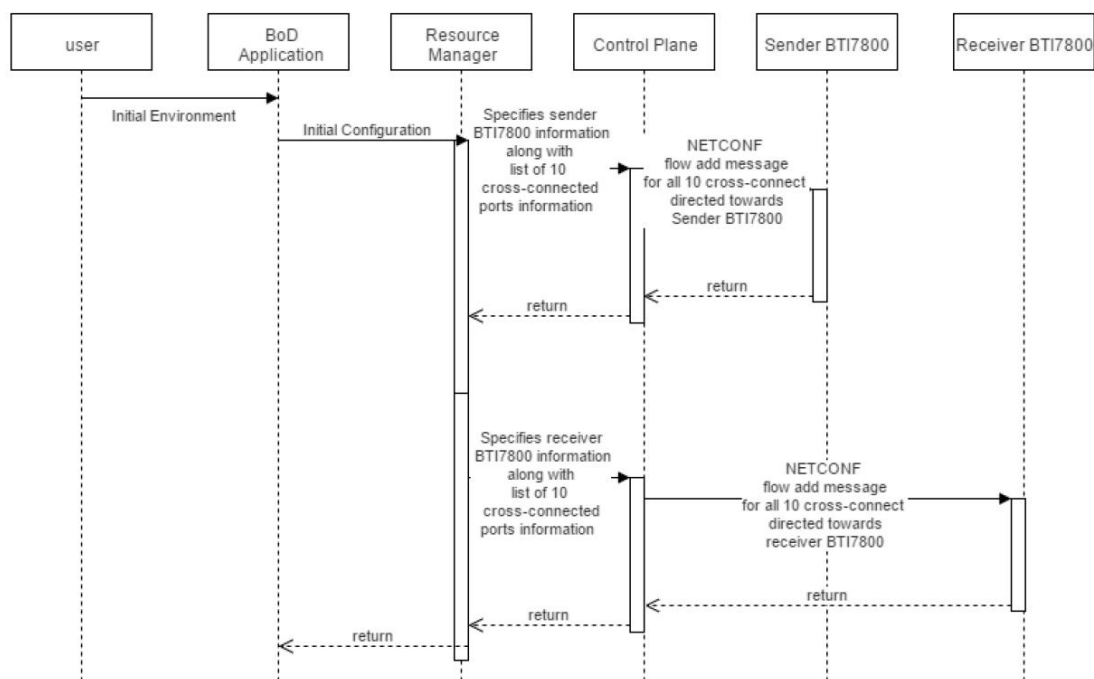 user
BoD
Application
Resource
Manager
Control Plane
Sender BTI7800
Receiver BTI7800
Initial Environment
Initial Configuration
Specifies sender
BTI7800 information
along with
list of 10
cross-connected
ports information
NETCONF
flow add message
for all 10 cross-connect
directed towards
Sender BTI7800
return
return
Specifies receiver
BTI7800 information
along with
list of 10
cross-connected
ports information
NETCONF
flow add message
for all 10 cross-connect
directed towards
receiver BTI7800
return
return
return